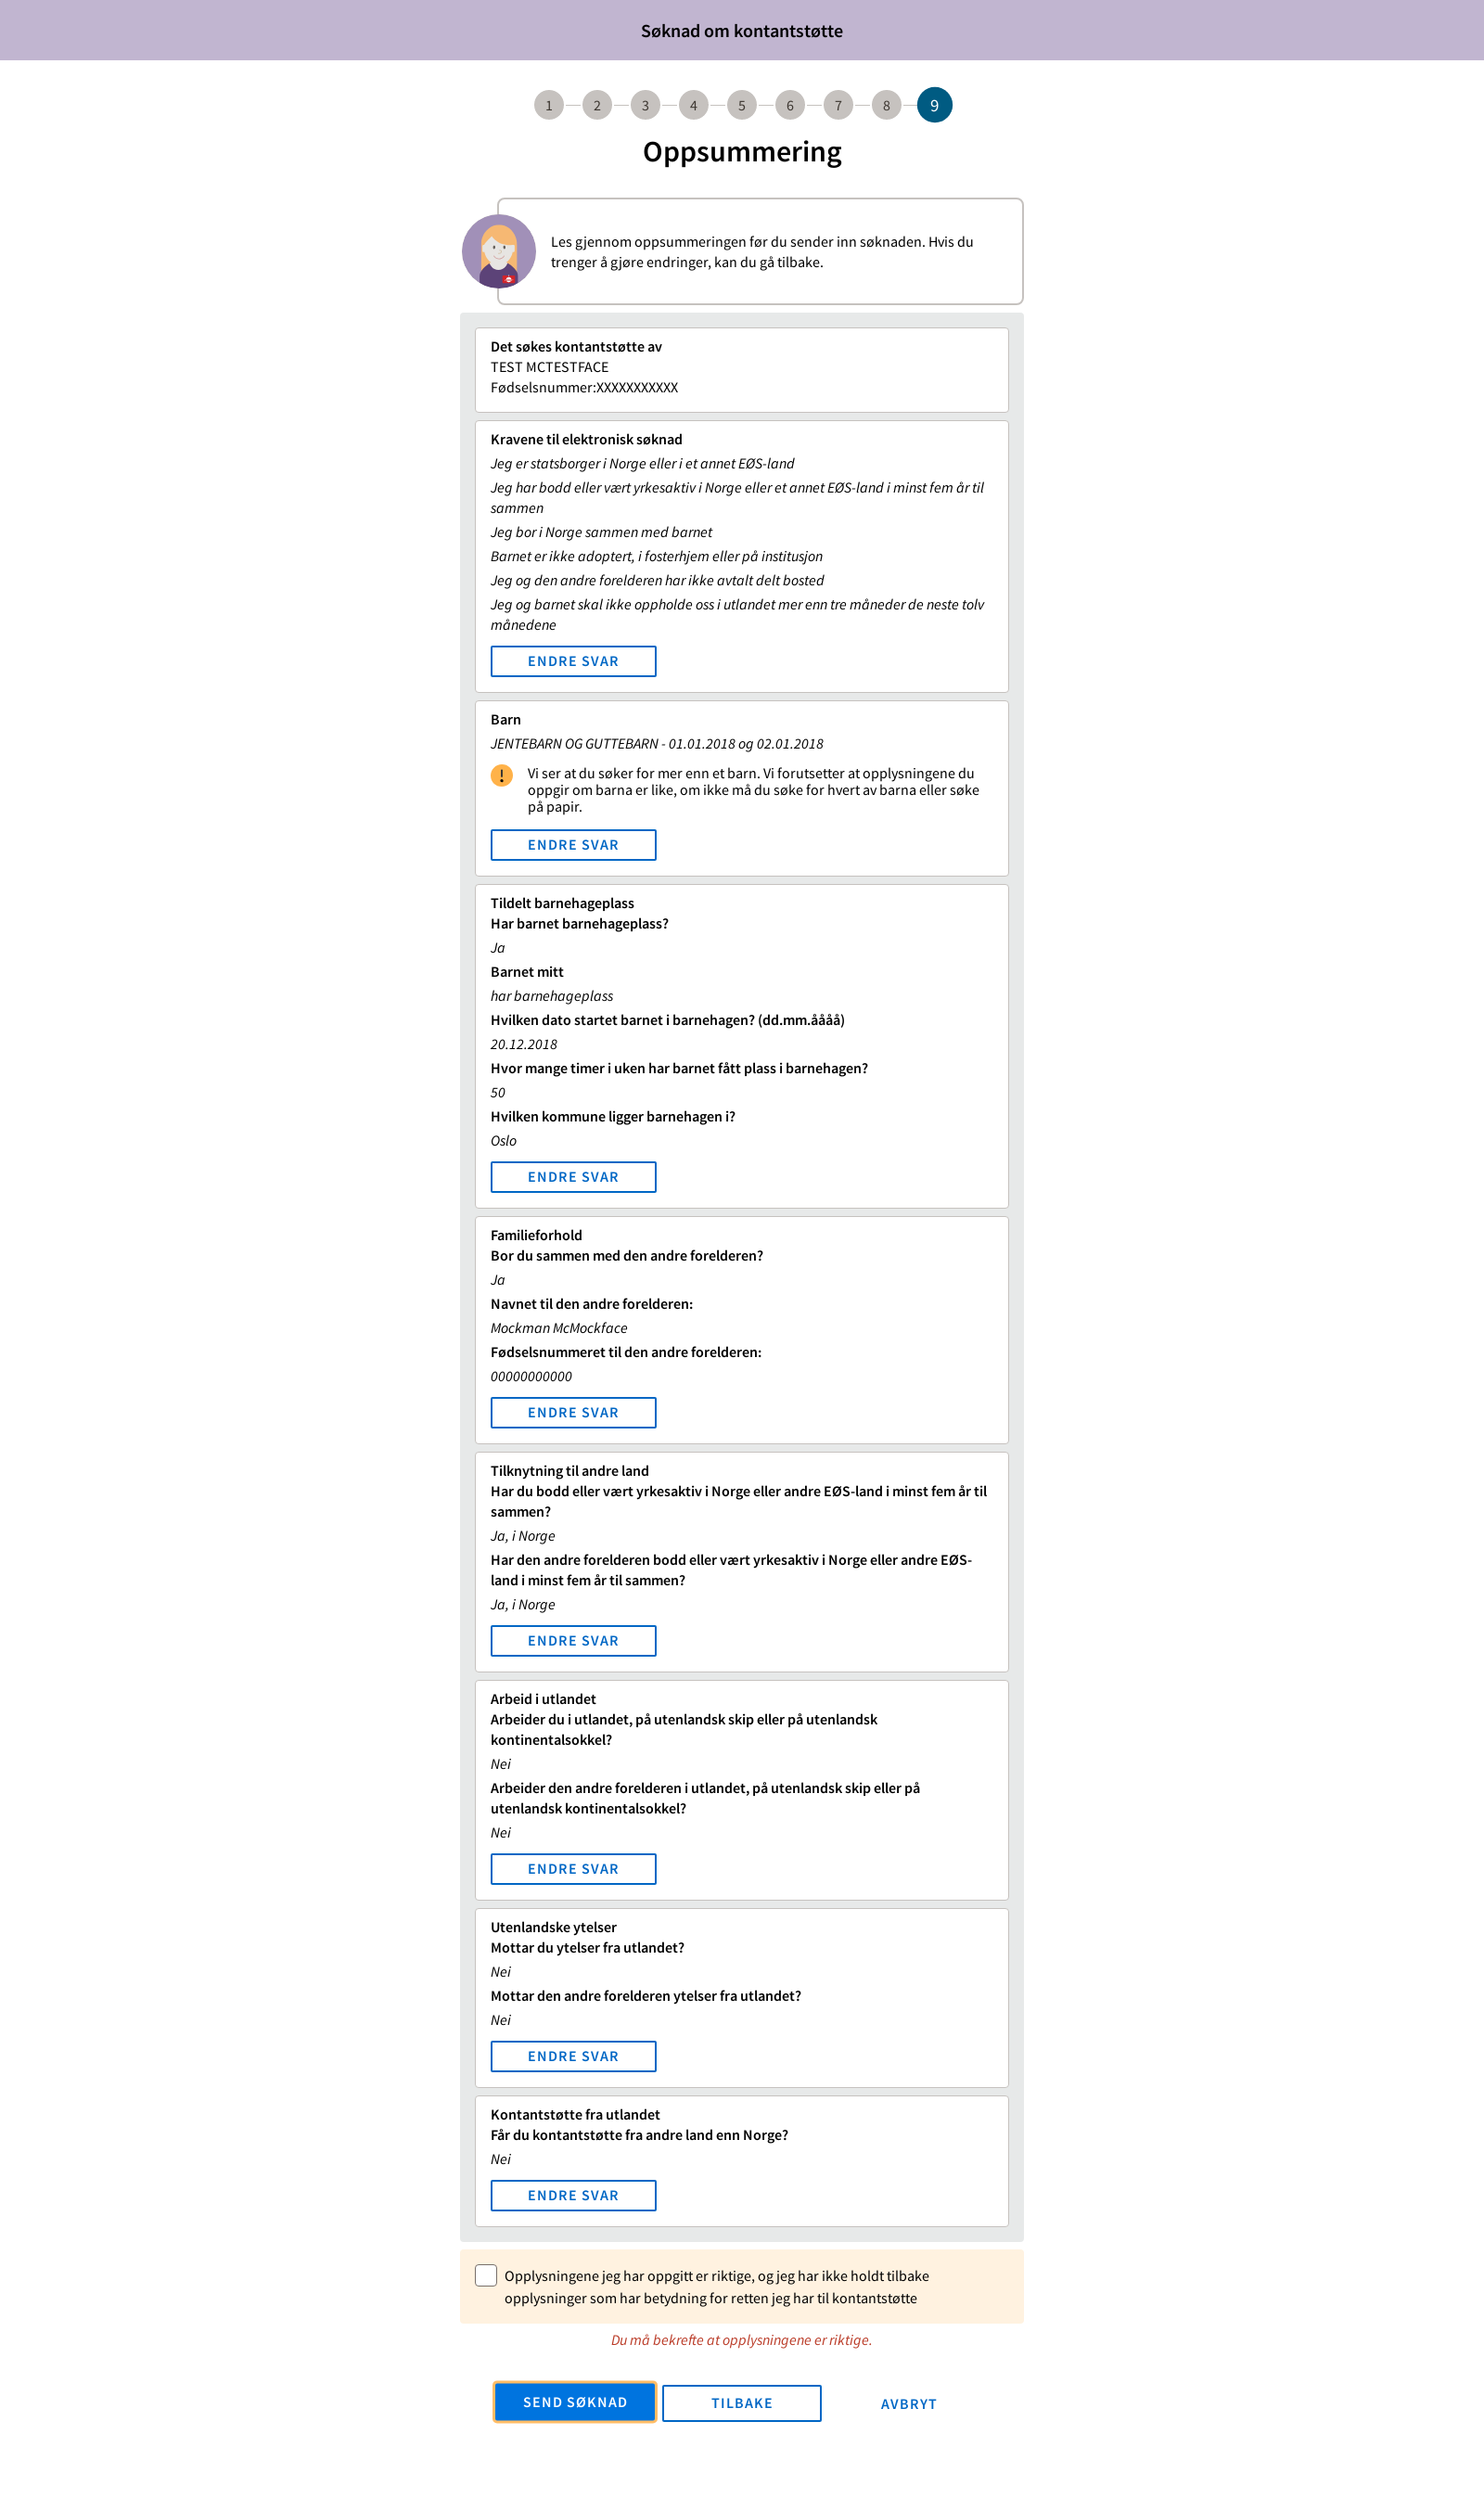 Søknad om kontantstøtte
1 2 3 4 5 6 7 8 9
Oppsummering
Les gjennom oppsummeringen før du sender inn søknaden. Hvis du
trenger å gjøre endringer, kan du gå tilbake.
Det søkes kontantstøtte av
TEST MCTESTFACE
Fødselsnummer:XXXXXXXXXXX
Kravene til elektronisk søknad
Jeg er statsborger i Norge eller i et annet EØS-land
Jeg har bodd eller vært yrkesaktiv i Norge eller et annet EØS-land i minst fem år til
sammen
Jeg bor i Norge sammen med barnet
Barnet er ikke adoptert, i fosterhjem eller på institusjon
Jeg og den andre forelderen har ikke avtalt delt bosted
Jeg og barnet skal ikke oppholde oss i utlandet mer enn tre måneder de neste tolv
månedene
ENDRE SVAR
Barn
JENTEBARN OG GUTTEBARN - 01.01.2018 og 02.01.2018
Vi ser at du søker for mer enn et barn. Vi forutsetter at opplysningene du
oppgir om barna er like, om ikke må du søke for hvert av barna eller søke
på papir.
ENDRE SVAR
Tildelt barnehageplass
Har barnet barnehageplass?
Ja
Barnet mitt
har barnehageplass
Hvilken dato startet barnet i barnehagen? (dd.mm.åååå)
20.12.2018
Hvor mange timer i uken har barnet fått plass i barnehagen?
50
Hvilken kommune ligger barnehagen i?
Oslo
ENDRE SVAR
Familieforhold
Bor du sammen med den andre forelderen?
Ja
Navnet til den andre forelderen:
Mockman McMockface
Fødselsnummeret til den andre forelderen:
00000000000
ENDRE SVAR
Tilknytning til andre land
Har du bodd eller vært yrkesaktiv i Norge eller andre EØS-land i minst fem år til
sammen?
Ja, i Norge
Har den andre forelderen bodd eller vært yrkesaktiv i Norge eller andre EØS-
land i minst fem år til sammen?
Ja, i Norge
ENDRE SVAR
Arbeid i utlandet
Arbeider du i utlandet, på utenlandsk skip eller på utenlandsk
kontinentalsokkel?
Nei
Arbeider den andre forelderen i utlandet, på utenlandsk skip eller på
utenlandsk kontinentalsokkel?
Nei
ENDRE SVAR
Utenlandske ytelser
Mottar du ytelser fra utlandet?
Nei
Mottar den andre forelderen ytelser fra utlandet?
Nei
ENDRE SVAR
Kontantstøtte fra utlandet
Får du kontantstøtte fra andre land enn Norge?
Nei
ENDRE SVAR
Opplysningene jeg har oppgitt er riktige, og jeg har ikke holdt tilbake
opplysninger som har betydning for retten jeg har til kontantstøtte
Du må bekrefte at opplysningene er riktige.
SEND SØKNAD TILBAKE AVBRYT